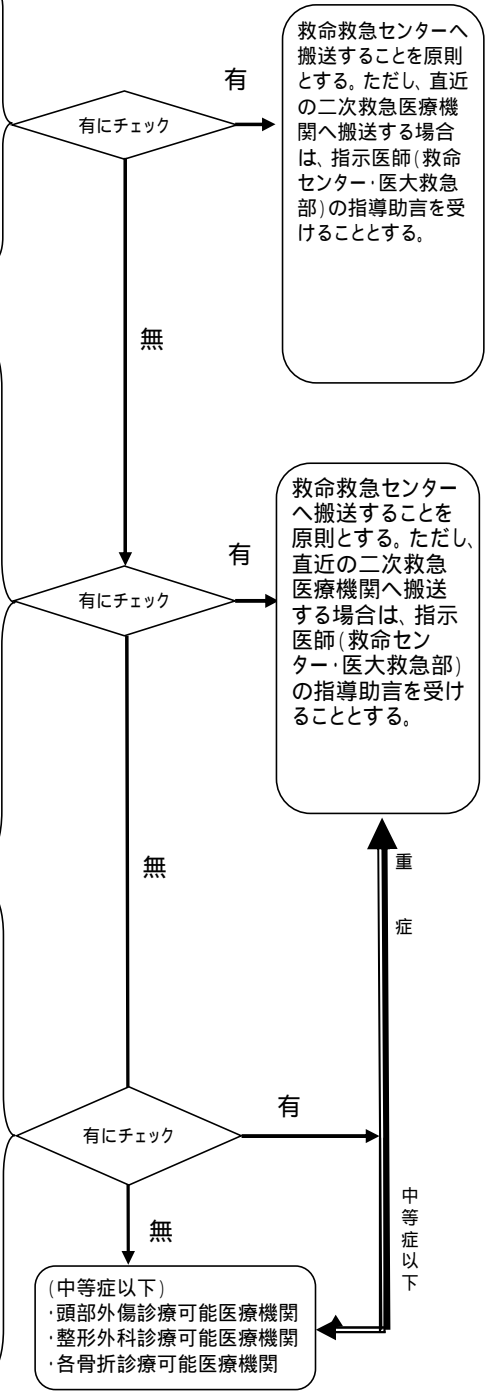 救命救急センターへ
搬送することを原則
とする。ただし、直近
の二次救急医療機
関へ搬送する場合
は、指示医師(救命
センター・医大救急
部)の指導助言を受
けることとする。
有
有にチェック
無
救命救急センター
へ搬送することを
原則とする。ただし、
直近の二次救急
医療機関へ搬送
する場合は、指示
医師(救命セン
ター・医大救急部)
の指導助言を受け
ることとする。
有
有にチェック
無
重症
有
有にチェック
中等症以下
無
(中等症以下)
・頭部外傷診療可能医療機関
・整形外科診療可能医療機関
・各骨折診療可能医療機関